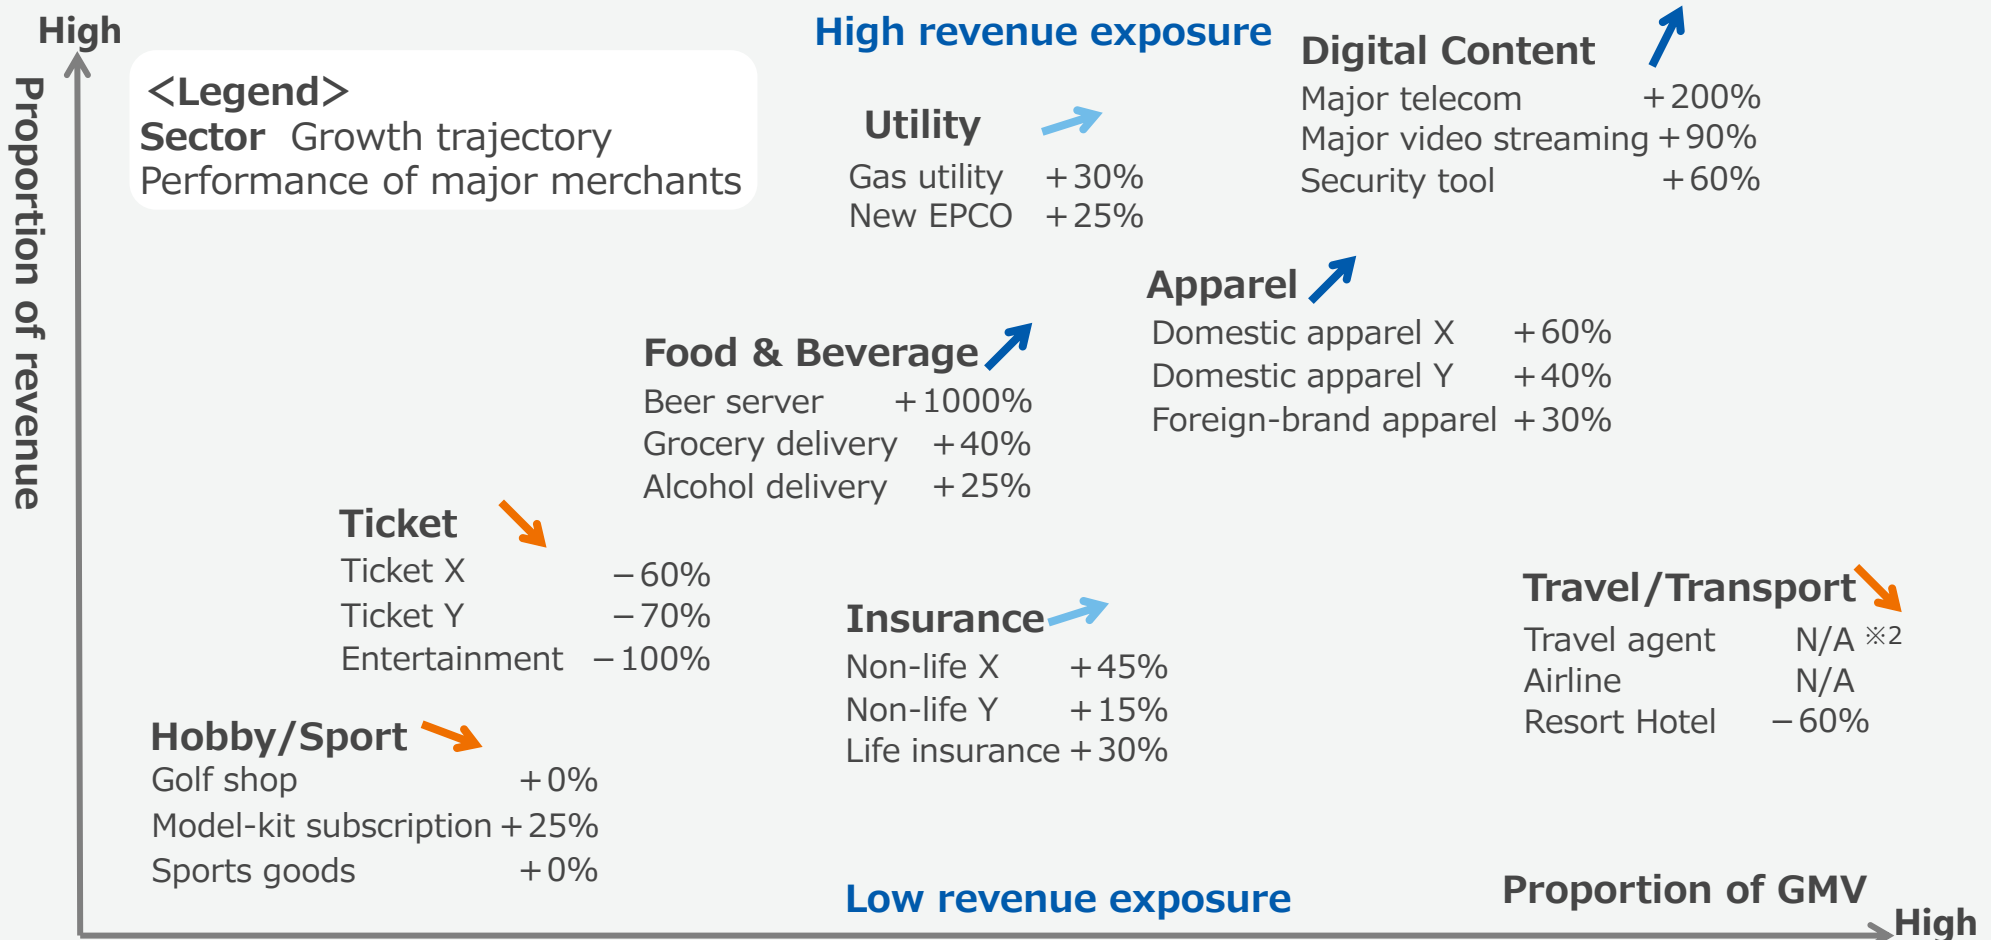 High
Proportion of revenue
<Legend>
Sector Growth trajectory
Performance of major merchants
High revenue exposure
Digital Content
Major telecom +200%
Major video streaming +90%
Security tool +60%
Utility
Gas utility +30%
New EPCO +25%
Apparel
Domestic apparel X +60%
Domestic apparel Y +40%
Foreign-brand apparel +30%
Food & Beverage
Beer server +1000%
Grocery delivery +40%
Alcohol delivery +25%
Ticket
Ticket X −60%
Ticket Y −70%
Entertainment −100%
Insurance
Non-life X +45%
Non-life Y +15%
Life insurance +30%
Travel/Transport
Travel agent N/A ※2
Airline N/A
Resort Hotel −60%
Hobby/Sport
Golf shop +0%
Model-kit subscription +25%
Sports goods +0%
Low revenue exposure
Proportion of GMV
High